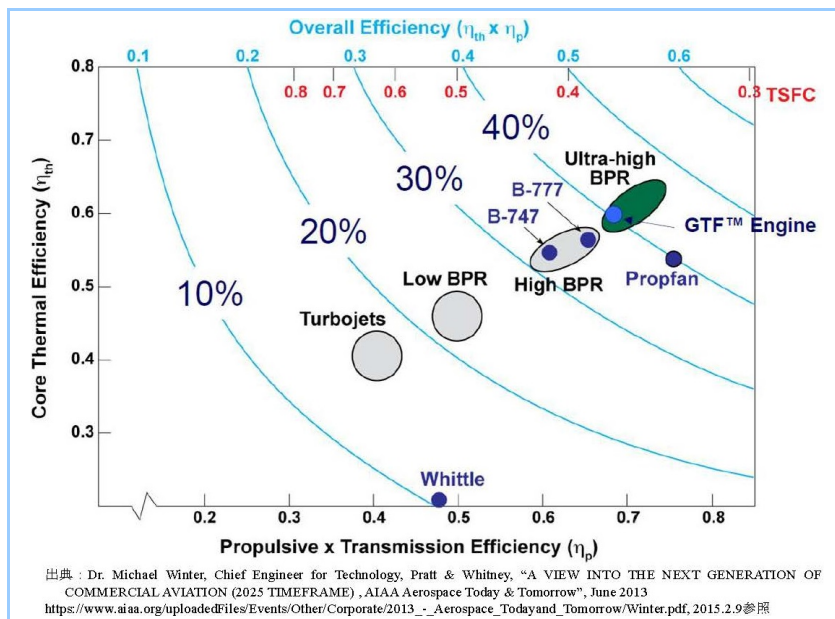 Overall Efficiency (ηth x ηp)
0.1 0.2 0.3 0.4 0.5 0.6
0.8 0.7 0.6 0.5 0.4 0.3 TSFC
Core Thermal Efficiency (ηth)
0.8
0.7
0.6
0.5
0.4
0.3
40%
30%
20%
10%
Ultra-high
BPR
B-777
B-747
GTF™ Engine
High BPR
Propfan
Low BPR
Turbojets
Whittle
0.2 0.3 0.4 0.5 0.6 0.7 0.8
Propulsive x Transmission Efficiency (ηp)
出典：Dr. Michael Winter, Chief Engineer for Technology, Pratt & Whitney, “A VIEW INTO THE NEXT GENERATION OF
COMMERCIAL AVIATION (2025 TIMEFRAME) , AIAA Aerospace Today & Tomorrow”, June 2013
https://www.aiaa.org/uploadedFiles/Events/Other/Corporate/2013_-_Aerospace_Todayand_Tomorrow/Winter.pdf, 2015.2.9参照